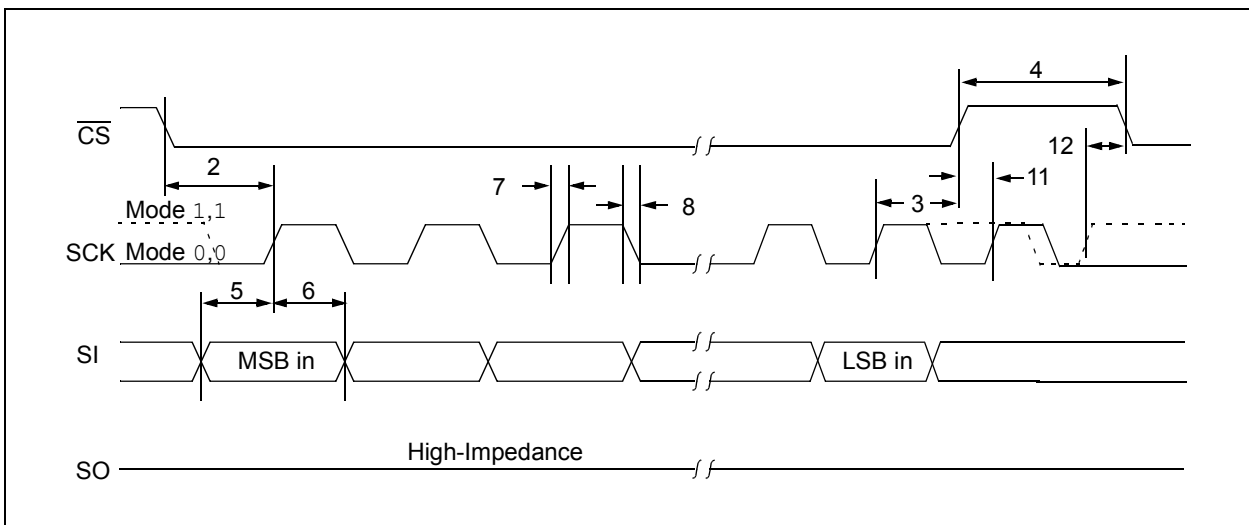 4
CS
12
2
7
11
8
3
Mode 1,1
SCK Mode 0,0
5
6
SI
MSB in
LSB in
High-Impedance
SO